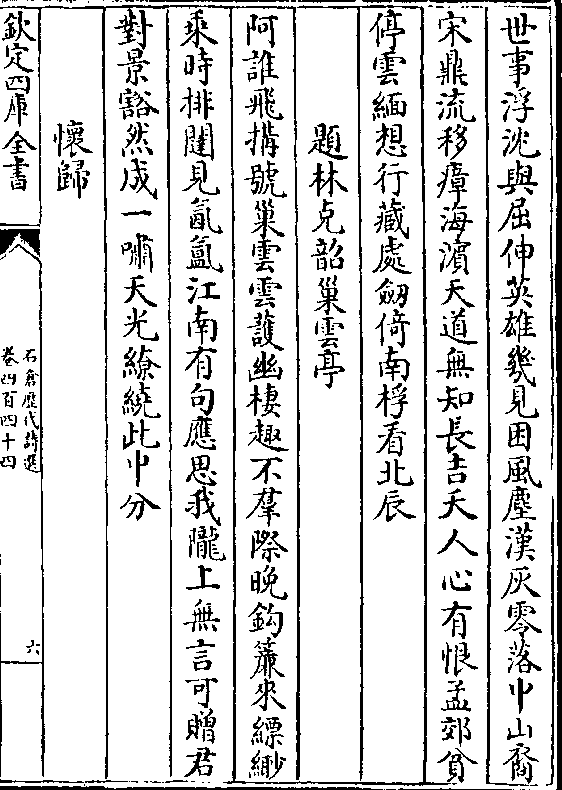 世事浮沈與屈伸英雄幾見困風塵漢灰零落中山裔
宋鼎流移瘴海濵天道無知長吉夭人心有恨孟郊貧
停雲緬想行藏處劒倚南桴看北辰
題林克韶巢雲亭
阿誰飛搆號巢雲雲護幽棲趣不羣際晚鈎簾來縹緲
乘時排闥見氤氲江南有句應思我隴上無言可贈君
對景豁然成一嘯天光繚繞此中分
懷歸
欽定四庫全書
石倉歴代詩選
卷四百四十四
六